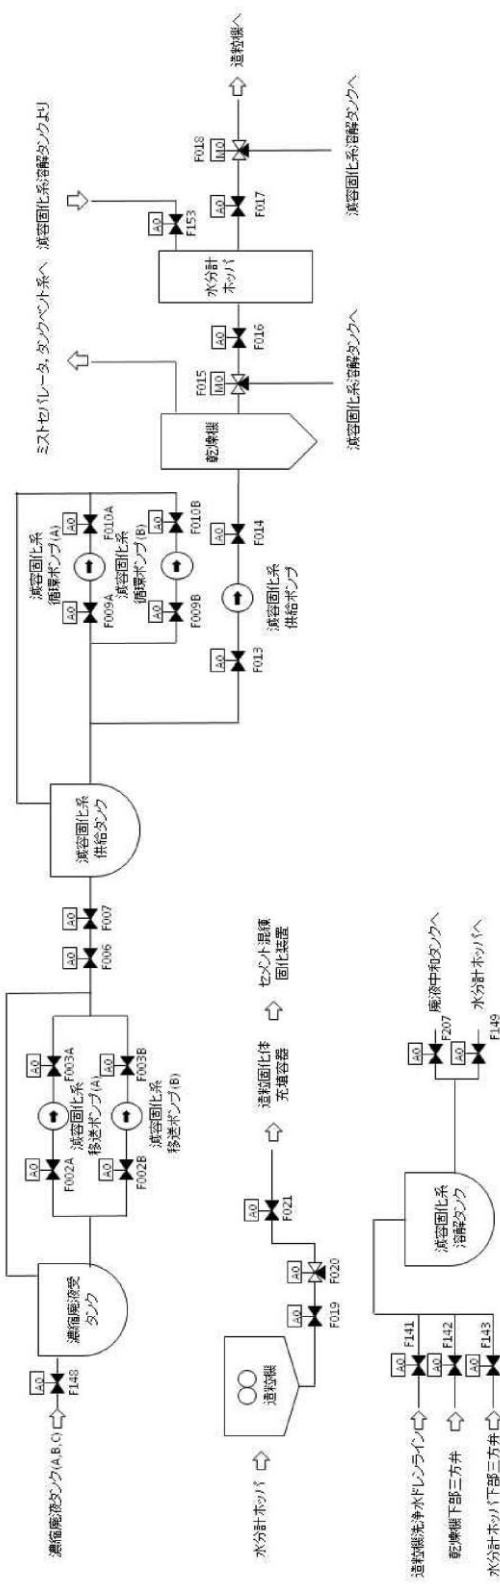 濃縮廃液タンク(A,B,C)
AO
F148
濃縮廃液受
タンク
AO
F002A
減容固化系
移送ポンプ(A)
AO
F003A
AO
F002B
減容固化系
移送ポンプ(B)
AO
F003B
AO
F006
AO
F007
減容固化系
供給タンク
AO
F009A
減容固化系
循環ポンプ(A)
AO
F010A
AO
F009B
減容固化系
循環ポンプ(B)
AO
F010B
AO
F013
減容固化系
供給ポンプ
AO
F014
乾燥機
ミストセパレータ,タンクベント系へ
MO
F015
減容固化系溶解タンクへ
AO
F016
水分計
ホッパ
減容固化系溶解タンクより
AO
F153
AO
F017
MO
F018
減容固化系溶解タンクへ
造粒機へ
水分計ホッパ
造粒機
AO
F019
AO
F020
AO
F021
造粒固化体
充填容器
セメント混練
固化装置
造粒機洗浄水ドレンライン
AO
F141
乾燥機下部三方弁
AO
F142
水分計ホッパ下部三方弁
AO
F143
減容固化系
溶解タンク
AO
F207
廃液中和タンクへ
AO
F149
水分計ホッパへ